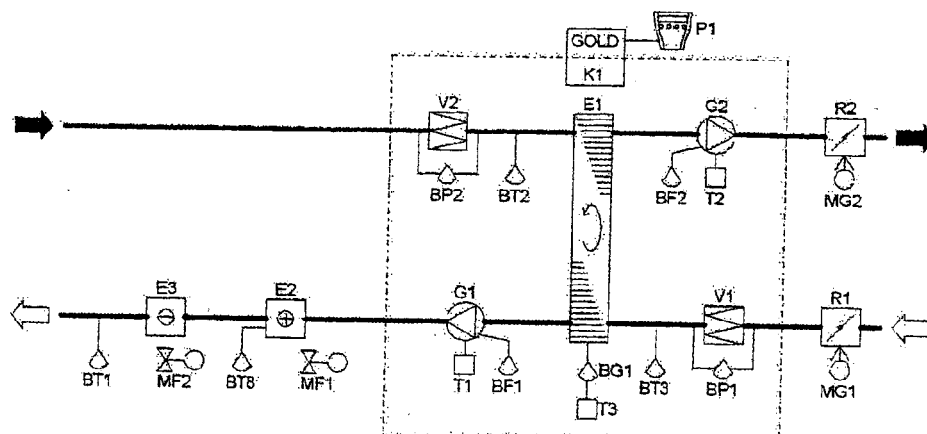 GOLD P1
K1
V2 E1 G2 R2
BP2 BT2 BF2 T2 MG2
E3 E2 G1 V1 R1
BT1 MF2 BT8 MF1 T1 BF1 BG1 BT3 BP1 MG1
T3